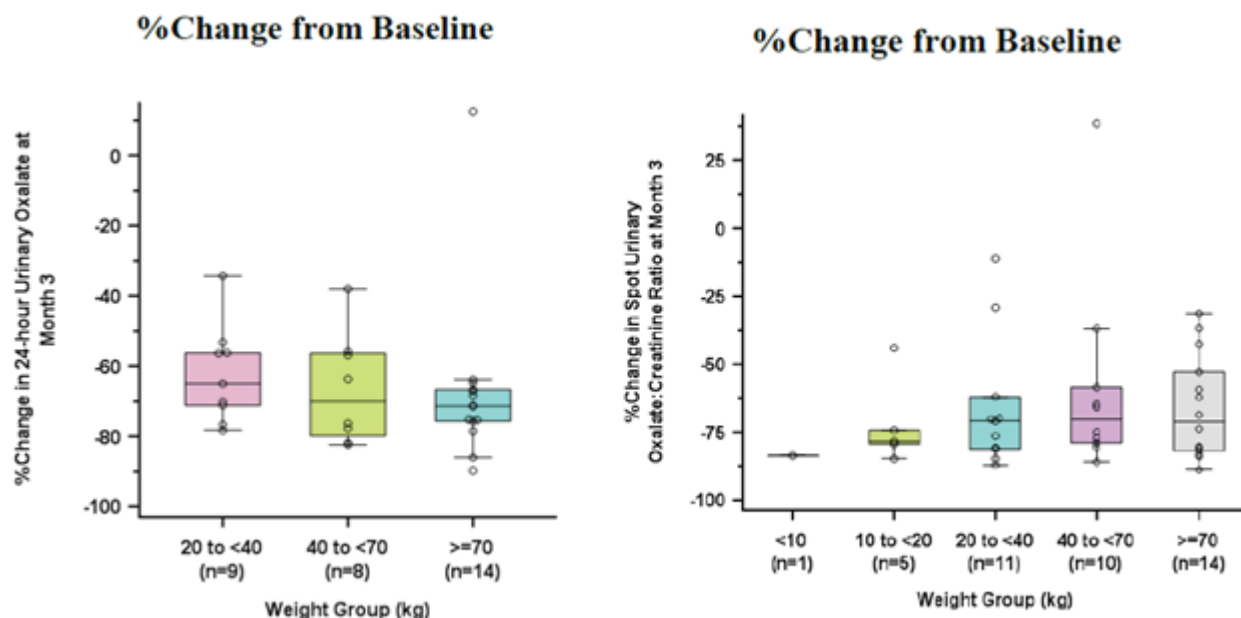 %Change from Baseline
%Change in 24-hour Urinary Oxalate at
Month 3
0
-20
-40
-60
-80
-100
20 to <40
(n=9)
40 to <70
(n=8)
>=70
(n=14)
Weight Group (kg)
%Change from Baseline
%Change in Spot Urinary
Oxalate:Creatinine Ratio at Month 3
25
0
-25
-50
-75
-100
<10
(n=1)
10 to <20
(n=5)
20 to <40
(n=11)
40 to <70
(n=10)
>=70
(n=14)
Weight Group (kg)